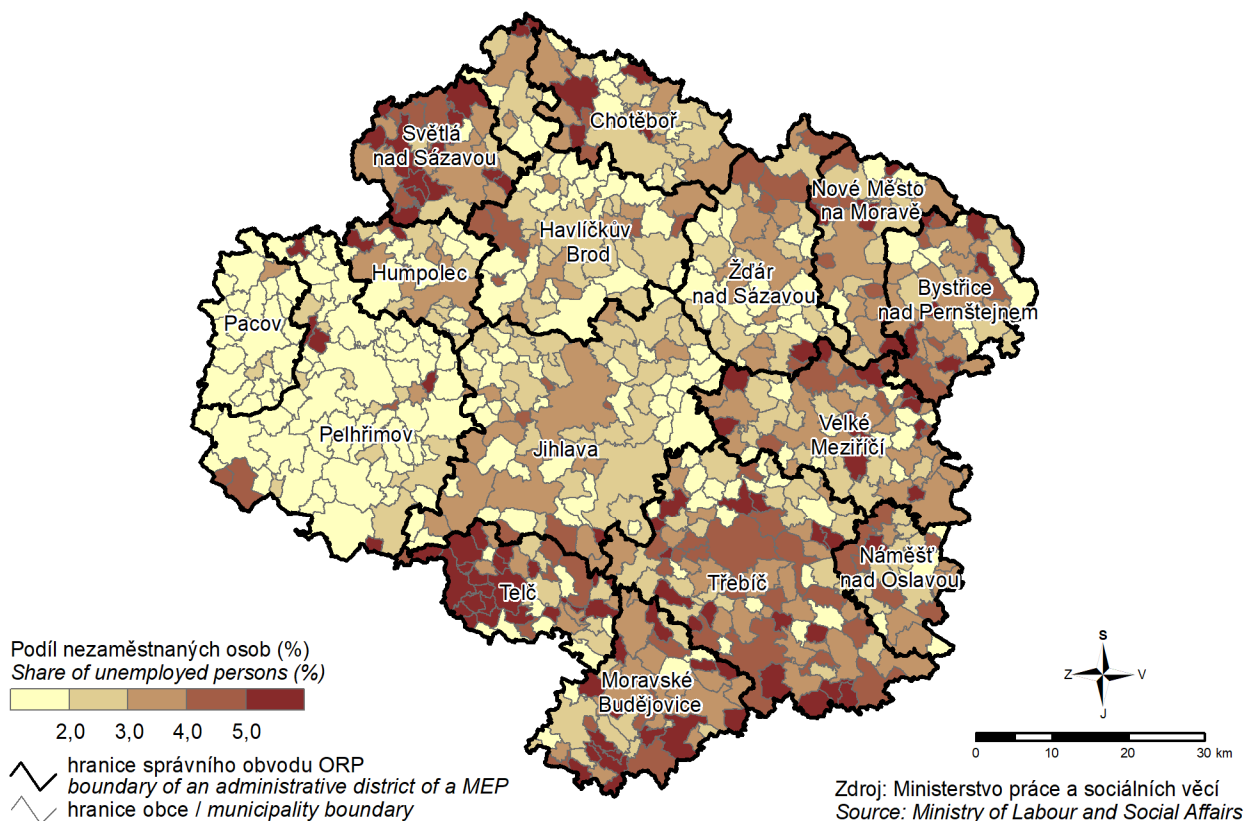 Chotěboř
Světlá
nad Sázavou
Nové Město
na Moravě
Havlíčkův
Brod
Humpolec
Žďár
nad Sázavou
Bystřice
nad Pernštejnem
Pacov
Pelhřimov
Jihlava
Velké
Meziříčí
Náměšť
nad Oslavou
Třebíč
Telč
Moravské
Budějovice
Podíl nezaměstnaných osob (%)
Share of unemployed persons (%)
2,0 3,0 4,0 5,0
hranice správního obvodu ORP
boundary of an administrative district of a MEP
hranice obce / municipality boundary
S
Z V
J
0 10 20 30 km
Zdroj: Ministerstvo práce a sociálních věcí
Source: Ministry of Labour and Social Affairs